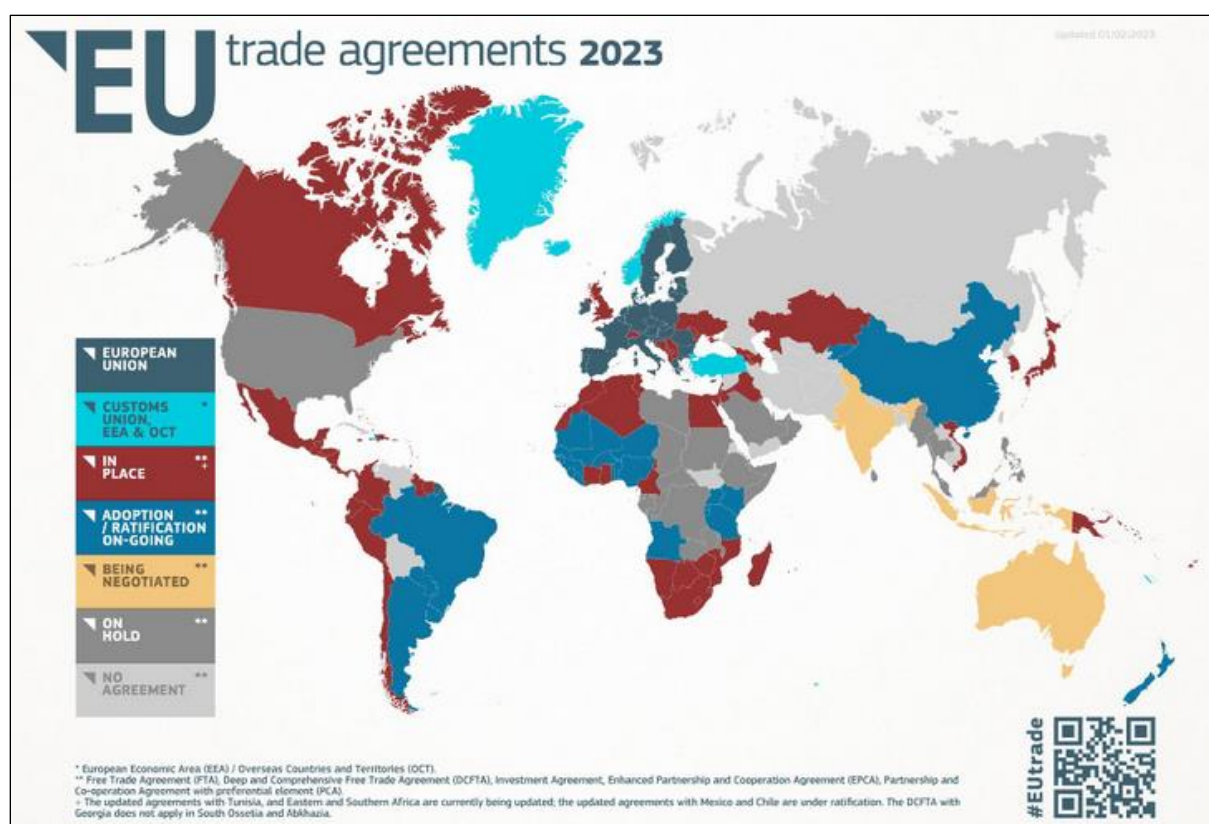 EU trade agreements 2023
Updated 01/02/2023
EUROPEAN
UNION
CUSTOMS *
UNION,
EEA & OCT
IN **
PLACE +
ADOPTION **
/ RATIFICATION
ON-GOING
BEING **
NEGOTIATED
ON **
HOLD
NO **
AGREEMENT
#EUtrade
* European Economic Area (EEA) / Overseas Countries and Territories (OCT).
** Free Trade Agreement (FTA), Deep and Comprehensive Free Trade Agreement (DCFTA), Investment Agreement, Enhanced Partnership and Cooperation Agreement (EPCA), Partnership and
Co-operation Agreement with preferential element (PCA).
+ The updated agreements with Tunisia, and Eastern and Southern Africa are currently being updated; the updated agreements with Mexico and Chile are under ratification. The DCFTA with
Georgia does not apply in South Ossetia and Abkhazia.